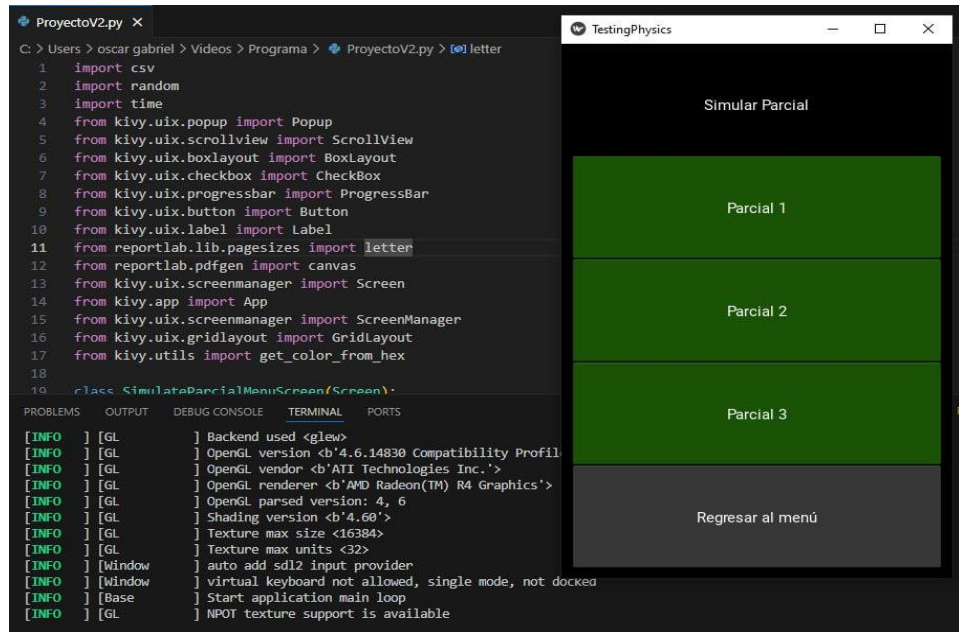 ProyectoV2.py
C: > Users > oscar gabriel > Videos > Programa > ProyectoV2.py > letter
1 import csv
2 import random
3 import time
4 from kivy.uix.popup import Popup
5 from kivy.uix.scrollview import ScrollView
6 from kivy.uix.boxlayout import BoxLayout
7 from kivy.uix.checkbox import CheckBox
8 from kivy.uix.progressbar import ProgressBar
9 from kivy.uix.button import Button
10 from kivy.uix.label import Label
11 from reportlab.lib.pagesizes import letter
12 from reportlab.pdfgen import canvas
13 from kivy.uix.screenmanager import Screen
14 from kivy.app import App
15 from kivy.uix.screenmanager import ScreenManager
16 from kivy.uix.gridlayout import GridLayout
17 from kivy.utils import get_color_from_hex
18
19 class SimulateParcialMenuScreen(Screen):
PROBLEMS OUTPUT DEBUG CONSOLE TERMINAL PORTS
[INFO ] [GL ] Backend used <glew>
[INFO ] [GL ] OpenGL version <b'4.6.14830 Compatibility Profil
[INFO ] [GL ] OpenGL vendor <b'ATI Technologies Inc.'>
[INFO ] [GL ] OpenGL renderer <b'AMD Radeon(TM) R4 Graphics'>
[INFO ] [GL ] OpenGL parsed version: 4, 6
[INFO ] [GL ] Shading version <b'4.60'>
[INFO ] [GL ] Texture max size <16384>
[INFO ] [GL ] Texture max units <32>
[INFO ] [Window ] auto add sdl2 input provider
[INFO ] [Window ] virtual keyboard not allowed, single mode, not docked
[INFO ] [Base ] Start application main loop
[INFO ] [GL ] NPOT texture support is available
TestingPhysics
Simular Parcial
Parcial 1
Parcial 2
Parcial 3
Regresar al menú